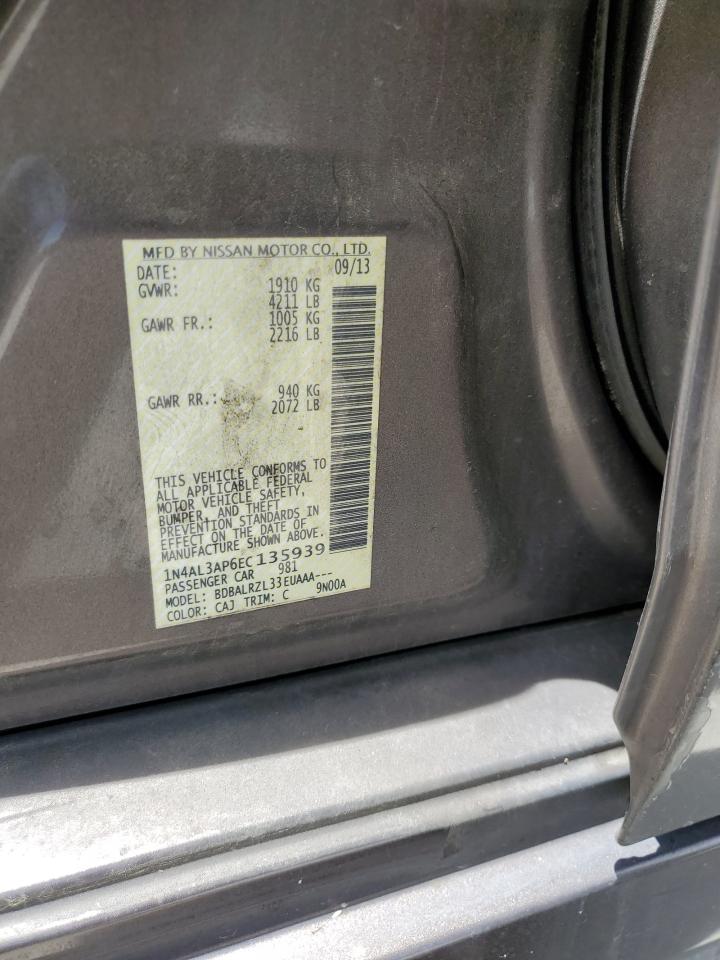 MFD BY NISSAN MOTOR CO., LTD.
DATE: 09/13
GVWR: 1910 KG
4211 LB
GAWR FR.: 1005 KG
2216 LB
GAWR RR.: 940 KG
2072 LB
THIS VEHICLE CONFORMS TO
ALL APPLICABLE FEDERAL
MOTOR VEHICLE SAFETY,
BUMPER, AND THEFT
PREVENTION STANDARDS IN
EFFECT ON THE DATE OF
MANUFACTURE SHOWN ABOVE.
1N4AL3AP6EC135939
PASSENGER CAR 981
MODEL: BDBALRZL33EUAAA---
COLOR: CAJ TRIM: C 9N00A